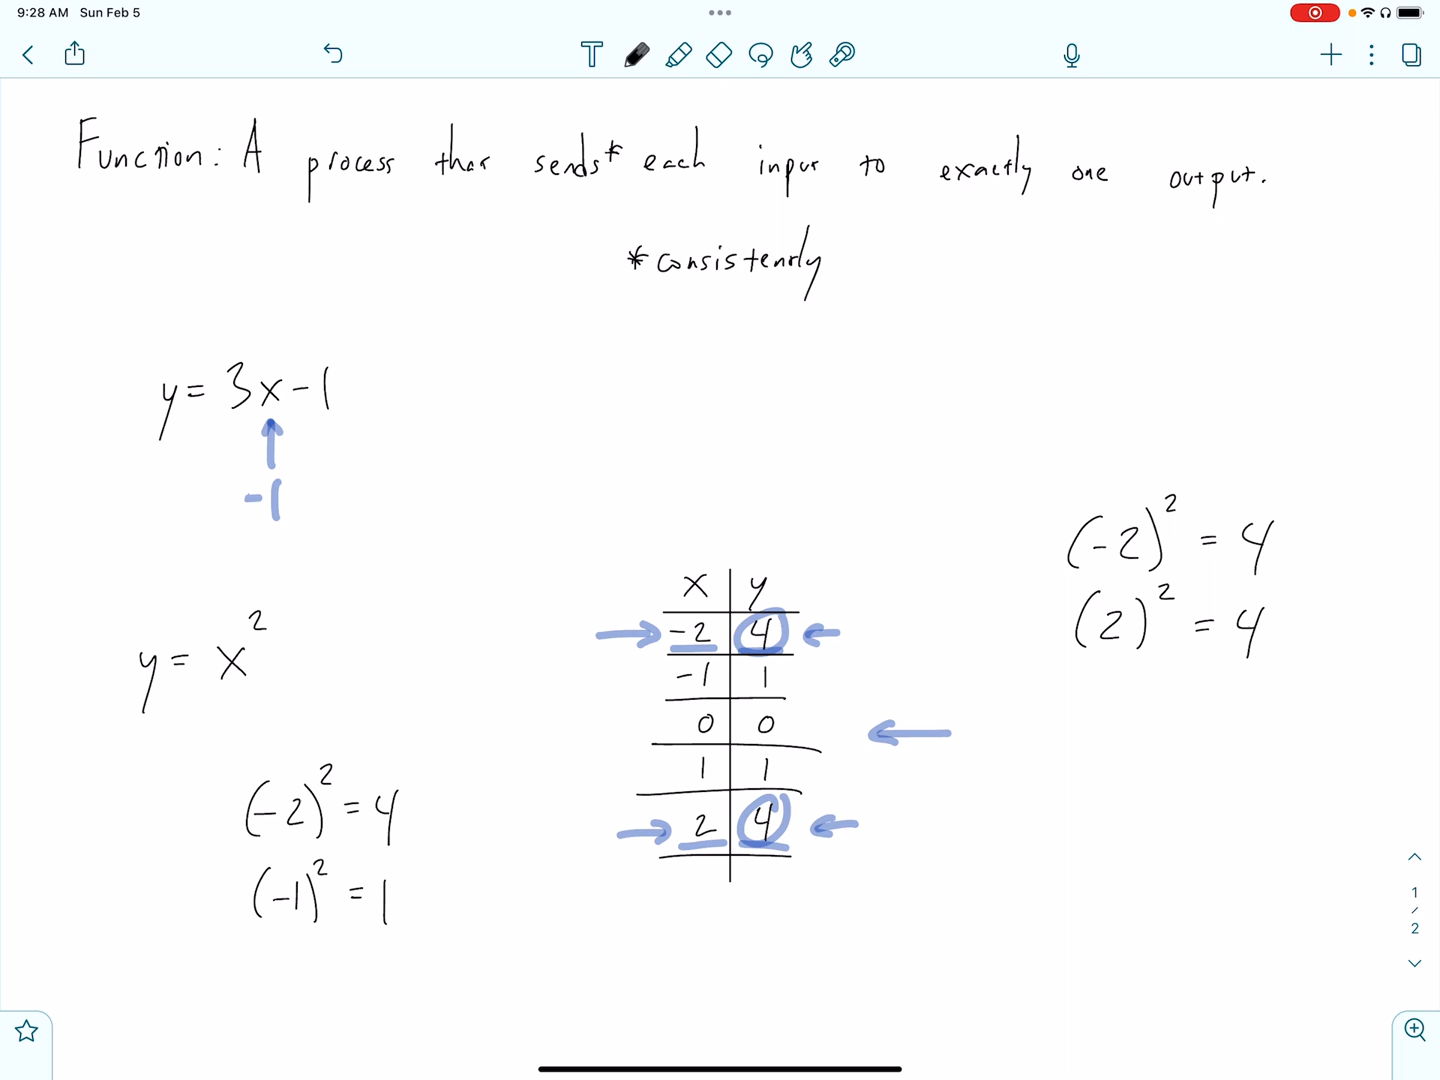 9:28 AM Sun Feb 5
Function: A process that sends* each input to exactly one output.
*consistently
y = 3x - 1
-1
y = x²
(-2)² = 4
(-1)² = 1
x y
-2 4
-1 1
0 0
1 1
2 4
(-2)² = 4
(2)² = 4
1
/
2